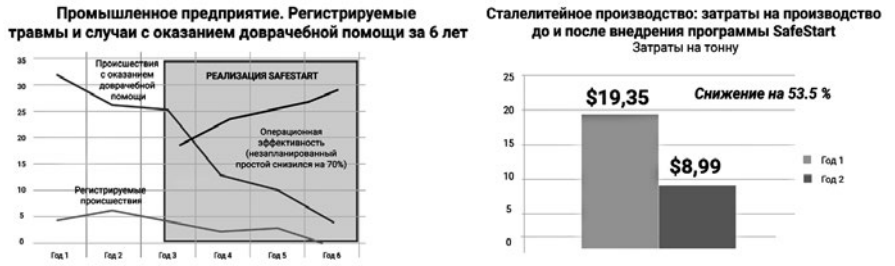 Промышленное предприятие. Регистрируемые
травмы и случаи с оказанием доврачебной помощи за 6 лет
35
30
25
20
15
10
5
0
Происшествия
с оказанием
доврачебной
помощи
РЕАЛИЗАЦИЯ SAFESTART
Операционная
эффективность
(незапланированный
простой снизился на 70%)
Регистрируемые
происшествия
Год 1
Год 2
Год 3
Год 4
Год 5
Год 6
Сталелитейное производство: затраты на производство
до и после внедрения программы SafeStart
Затраты на тонну
25
20
15
10
5
0
$19,35
Снижение на 53.5 %
$8,99
Год 1
Год 2